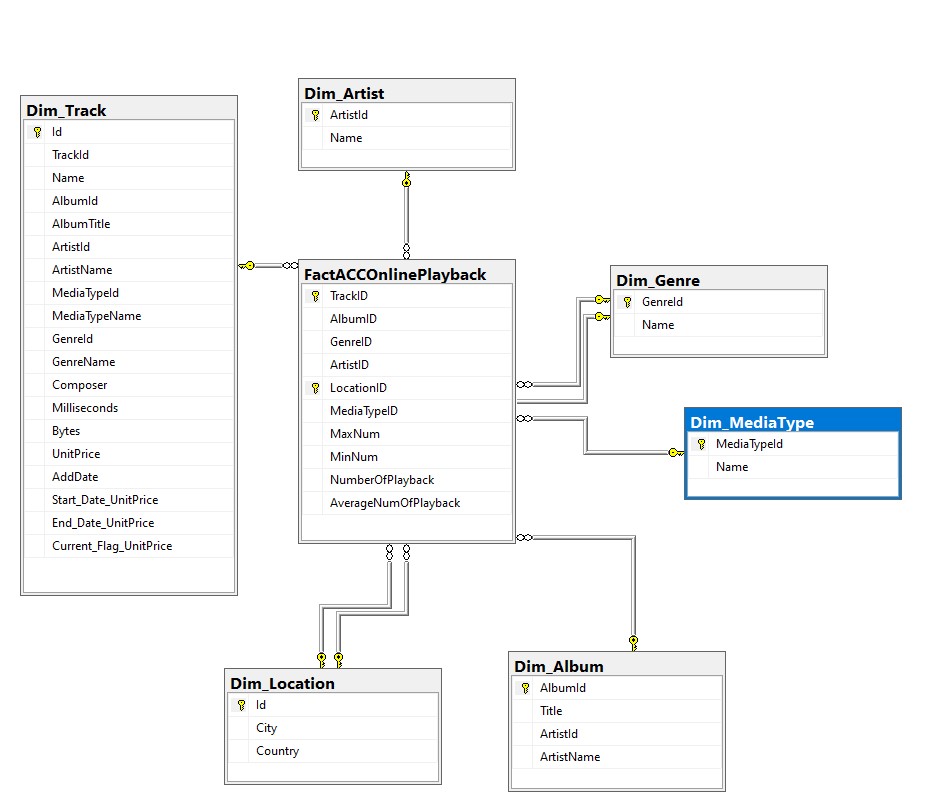 Dim_Track
Id
TrackId
Name
AlbumId
AlbumTitle
ArtistId
ArtistName
MediaTypeId
MediaTypeName
GenreId
GenreName
Composer
Milliseconds
Bytes
UnitPrice
AddDate
Start_Date_UnitPrice
End_Date_UnitPrice
Current_Flag_UnitPrice
Dim_Artist
ArtistId
Name
FactACCOnlinePlayback
TrackID
AlbumID
GenreID
ArtistID
LocationID
MediaTypeID
MaxNum
MinNum
NumberOfPlayback
AverageNumOfPlayback
Dim_Genre
GenreId
Name
Dim_MediaType
MediaTypeId
Name
Dim_Location
Id
City
Country
Dim_Album
AlbumId
Title
ArtistId
ArtistName